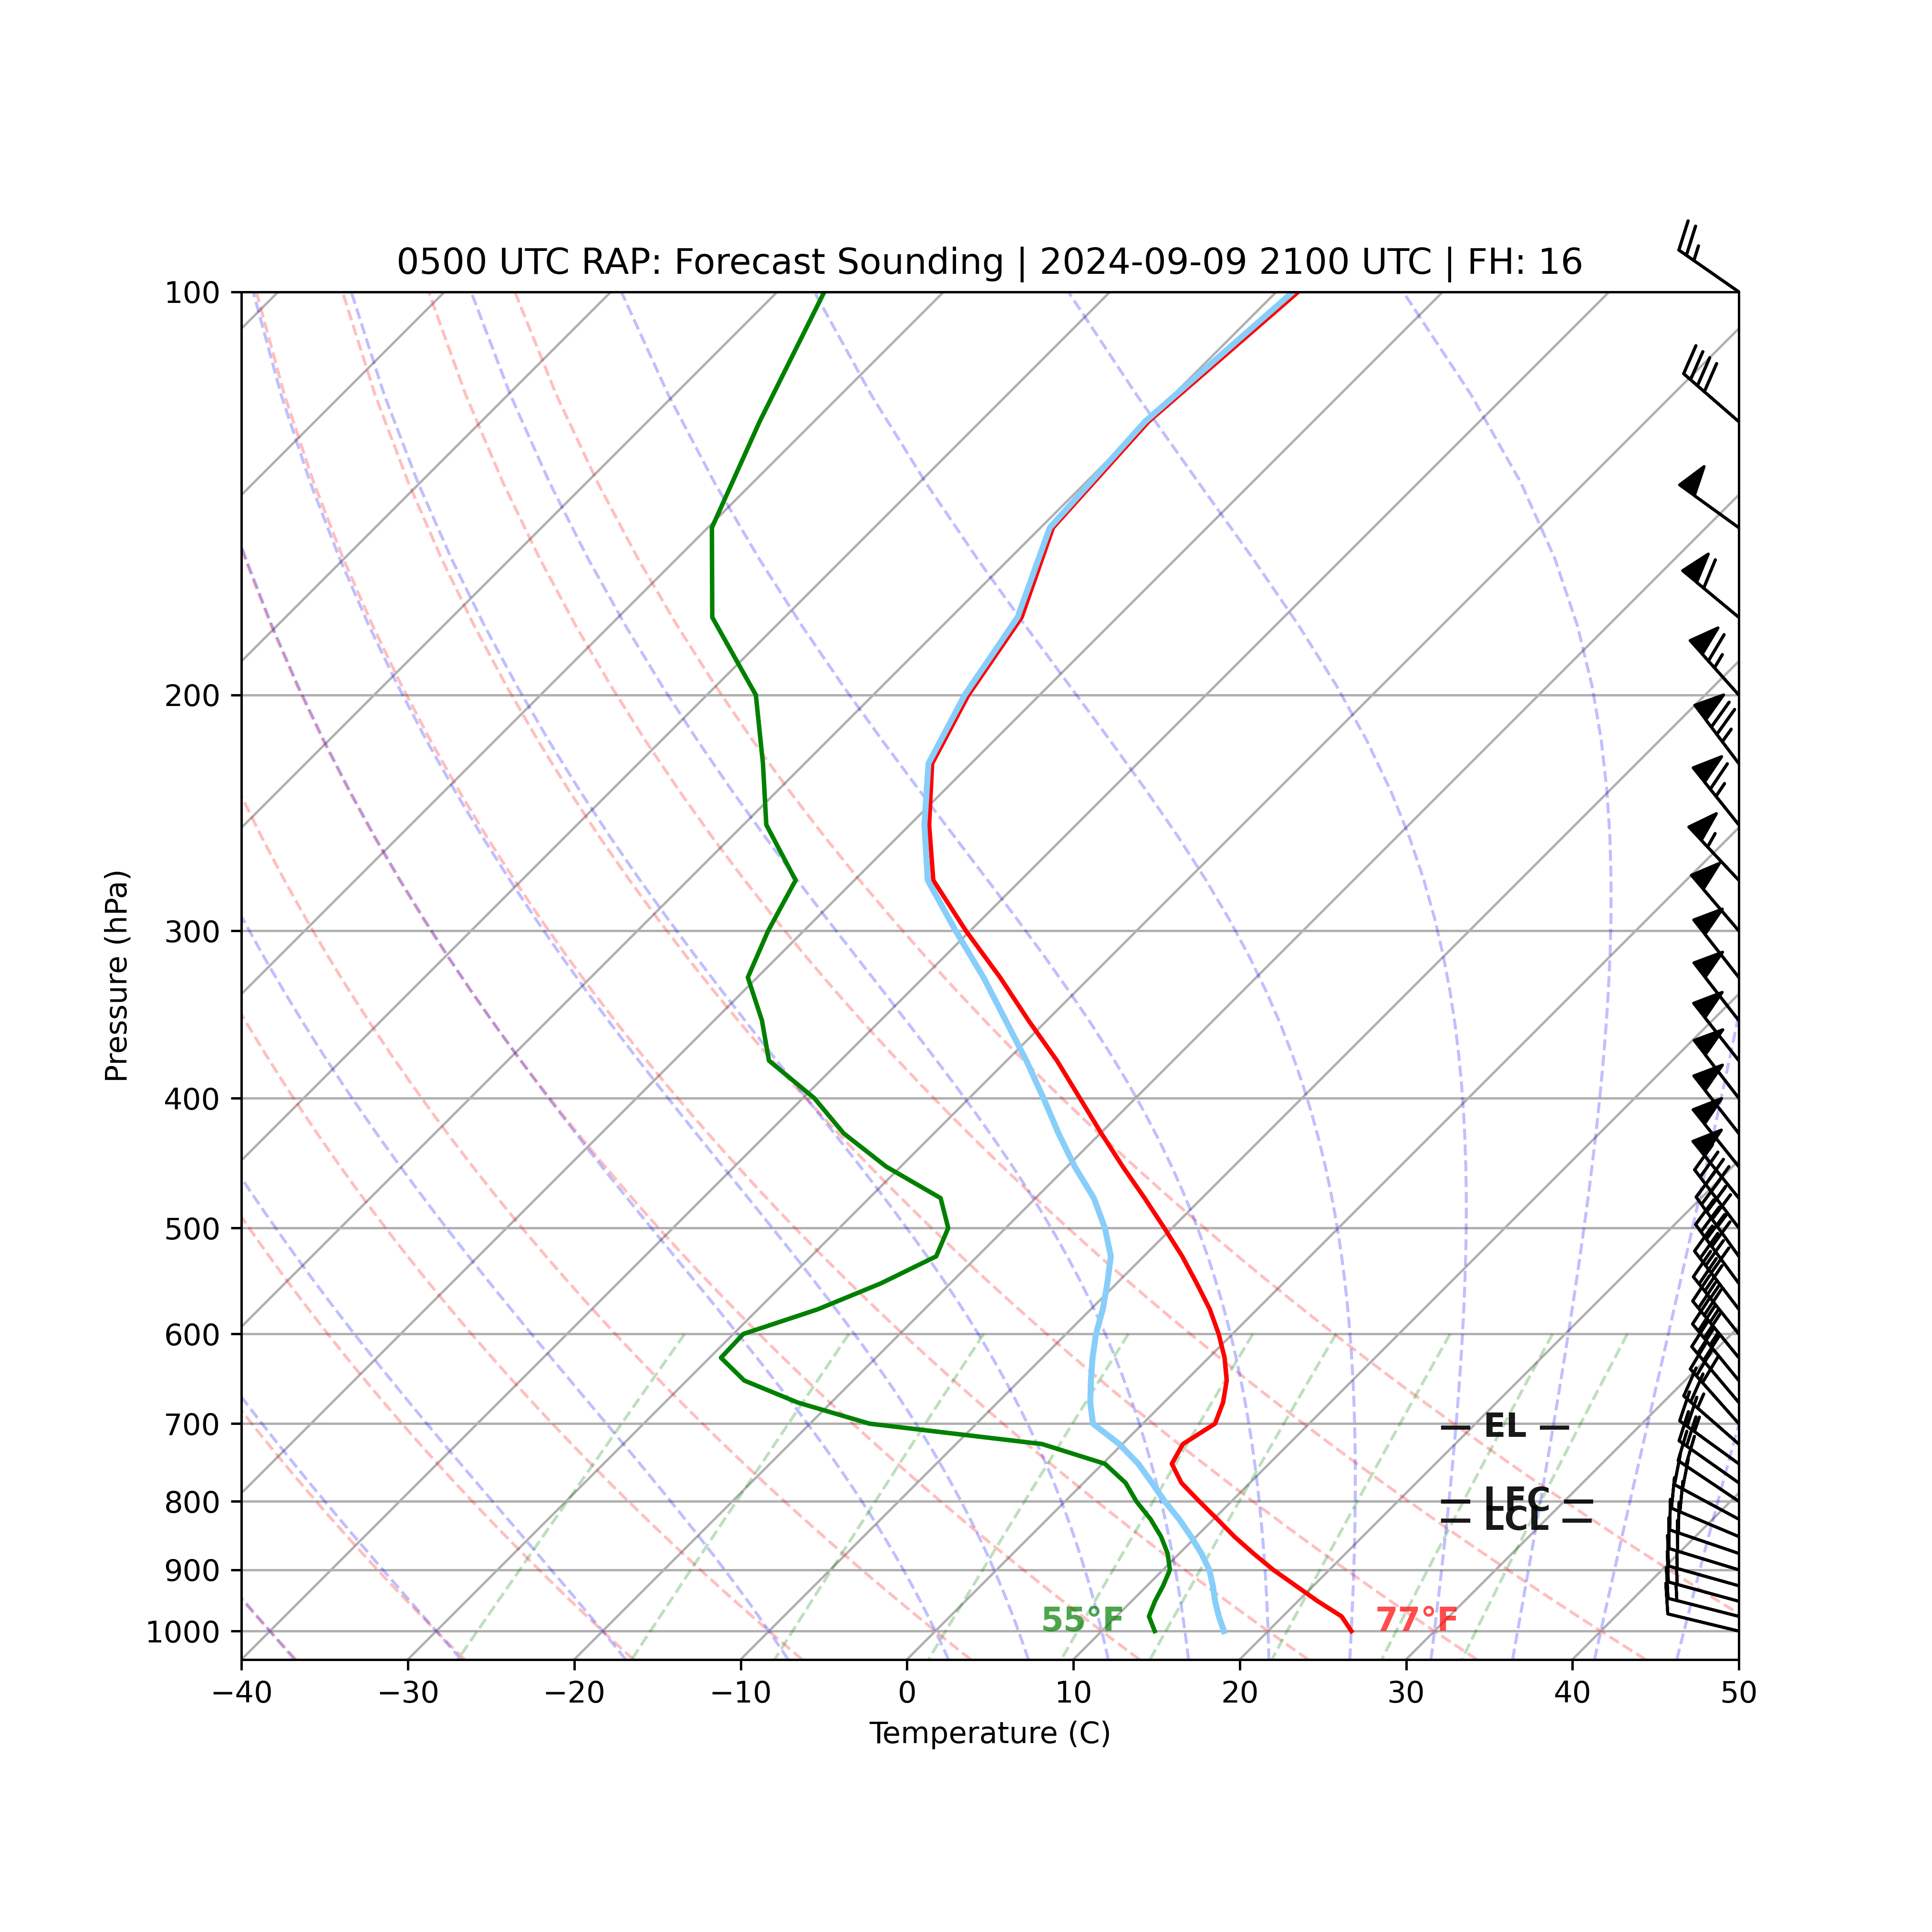 0500 UTC RAP: Forecast Sounding | 2024-09-09 2100 UTC | FH: 16
100
200
300
400
500
600
700
800
900
1000
Pressure (hPa)
— EL —
— LFC —
— LCL —
55°F
77°F
−40 −30 −20 −10 0 10 20 30 40 50
Temperature (C)